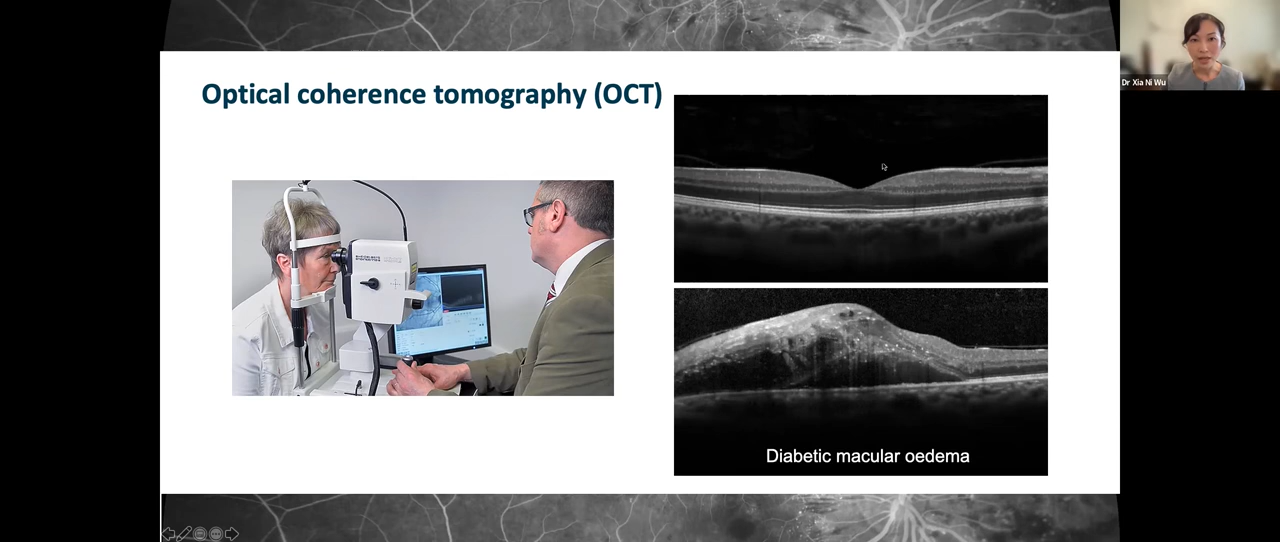 Optical coherence tomography (OCT)
Dr Xia Ni Wu
Diabetic macular oedema